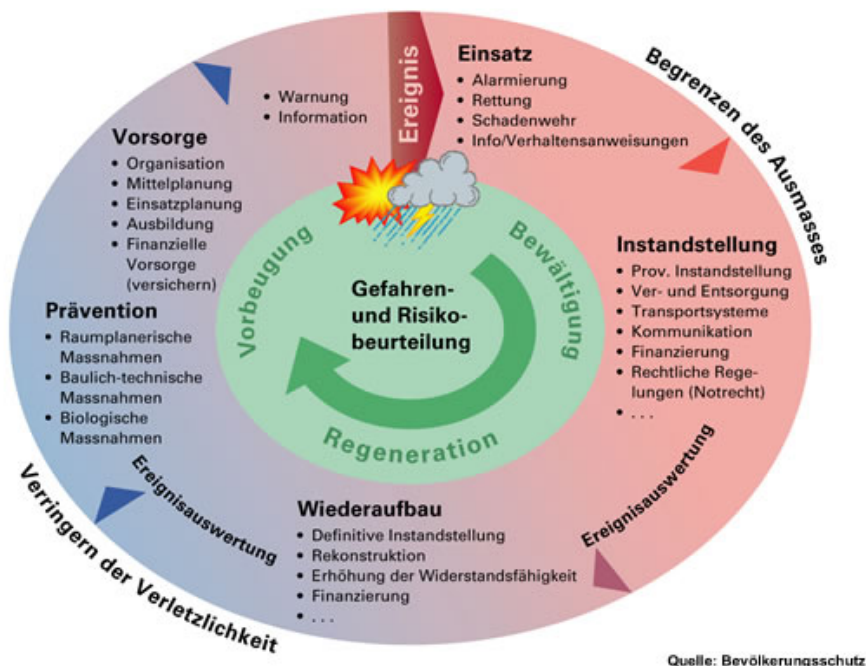 Ereignis
Einsatz
• Alarmierung
• Rettung
• Schadenwehr
• Info/Verhaltensanweisungen
Begrenzen des Ausmasses
Instandstellung
• Prov. Instandstellung
• Ver- und Entsorgung
• Transportsysteme
• Kommunikation
• Finanzierung
• Rechtliche Rege-
lungen (Notrecht)
• . . .
Ereignisauswertung
Wiederaufbau
• Definitive Instandstellung
• Rekonstruktion
• Erhöhung der Widerstandsfähigkeit
• Finanzierung
• . . .
Ereignisauswertung
Verringern der Verletzlichkeit
Prävention
• Raumplanerische
Massnahmen
• Baulich-technische
Massnahmen
• Biologische
Massnahmen
Vorsorge
• Organisation
• Mittelplanung
• Einsatzplanung
• Ausbildung
• Finanzielle
Vorsorge
(versichern)
• Warnung
• Information
Bewältigung
Regeneration
Vorbeugung
Gefahren-
und Risiko-
beurteilung
Quelle: Bevölkerungsschutz